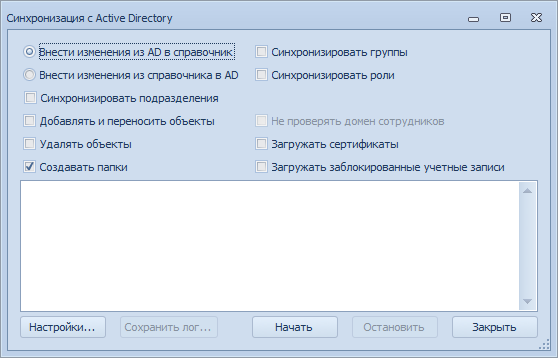 Синхронизация с Active Directory
Внести изменения из AD в справочник
Синхронизировать группы
Внести изменения из справочника в AD
Синхронизировать роли
Синхронизировать подразделения
Добавлять и переносить объекты
Не проверять домен сотрудников
Удалять объекты
Загружать сертификаты
Создавать папки
Загружать заблокированные учетные записи
Настройки...
Сохранить лог...
Начать
Остановить
Закрыть